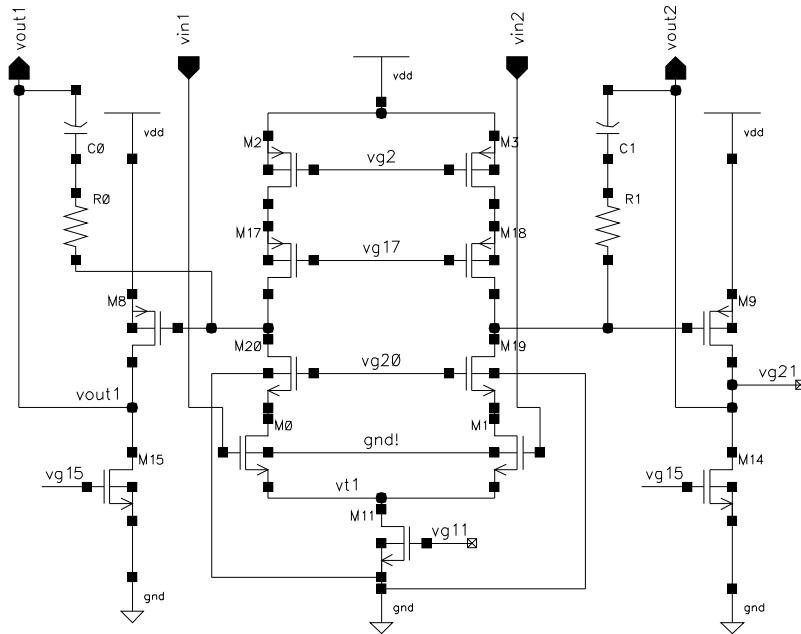 vout1
vin1
vin2
vout2
vdd
vdd
vdd
M2
vg2
M3
C0
C1
R0
R1
M17
vg17
M18
M8
M9
M20
vg20
M19
vg21
vout1
M0
gnd!
M1
M15
M14
vg15
vg15
vt1
M11
vg11
gnd
gnd
gnd